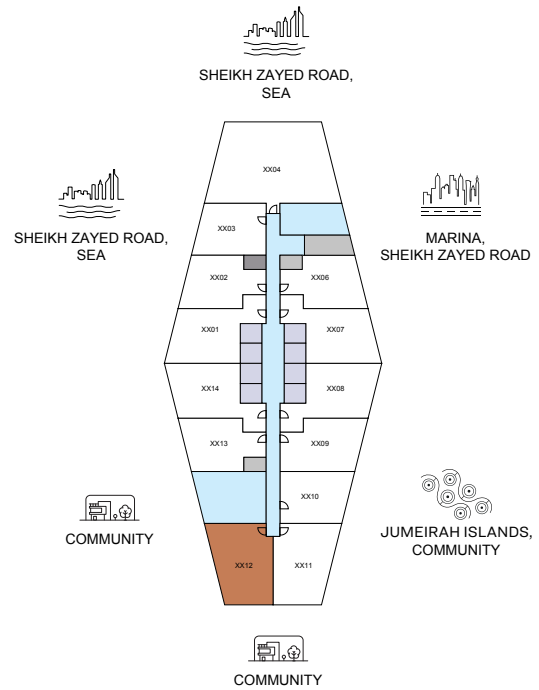 SHEIKH ZAYED ROAD,
SEA
XX04
SHEIKH ZAYED ROAD,
SEA
XX03
MARINA,
SHEIKH ZAYED ROAD
XX02
XX06
XX01
XX07
XX14
XX08
XX13
XX09
XX10
COMMUNITY
JUMEIRAH ISLANDS,
COMMUNITY
XX12
XX11
COMMUNITY